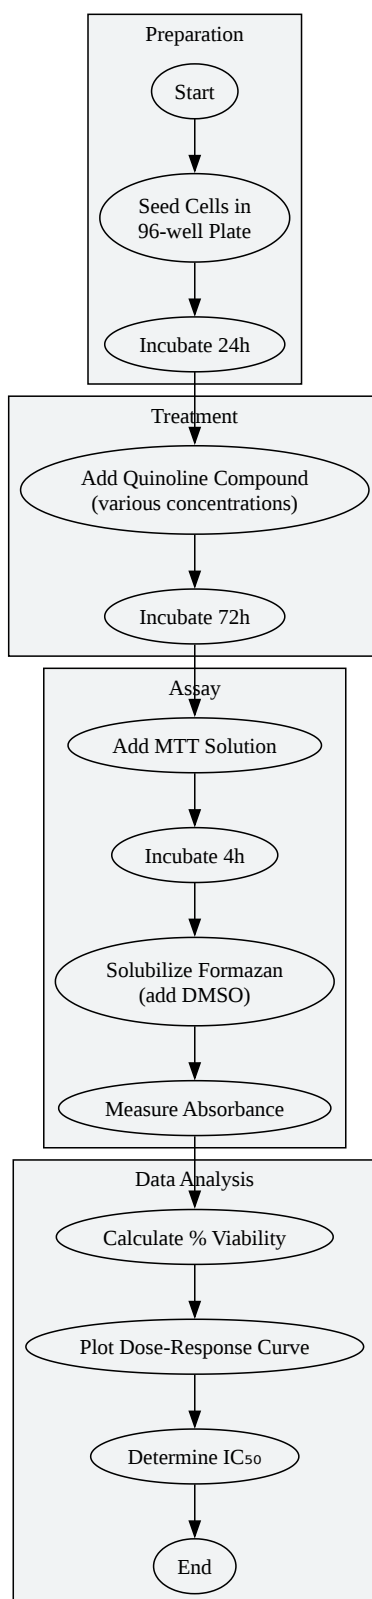 Preparation
Start
Seed Cells in
96-well Plate
Incubate 24h
Treatment
Add Quinoline Compound
(various concentrations)
Incubate 72h
Assay
Add MTT Solution
Incubate 4h
Solubilize Formazan
(add DMSO)
Measure Absorbance
Data Analysis
Calculate % Viability
Plot Dose-Response Curve
Determine IC₅₀
End